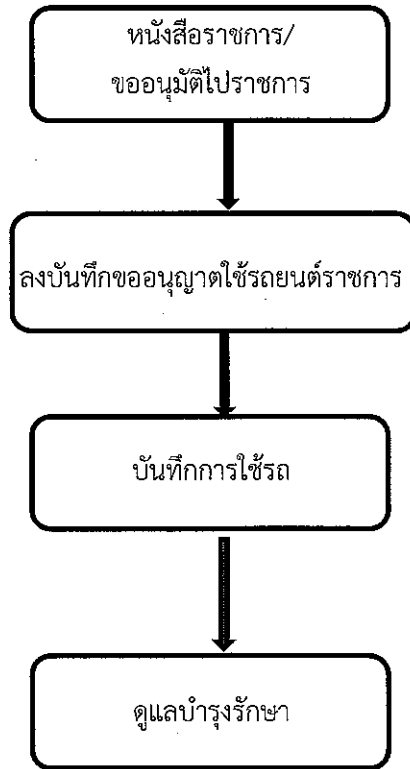 หนังสือราชการ/
ขออนุมัติไปราชการ
ลงบันทึกขออนุญาตใช้รถยนต์ราชการ
บันทึกการใช้รถ
ดูแลบำรุงรักษา